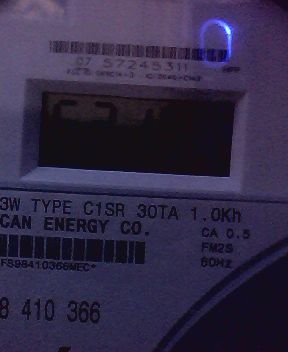 07 57245311
3W TYPE C1SR 30TA 1.0Kh
CAN ENERGY CO.
CA 0.5
FM2S
60HZ
FS98410366MEC*
8 410 366